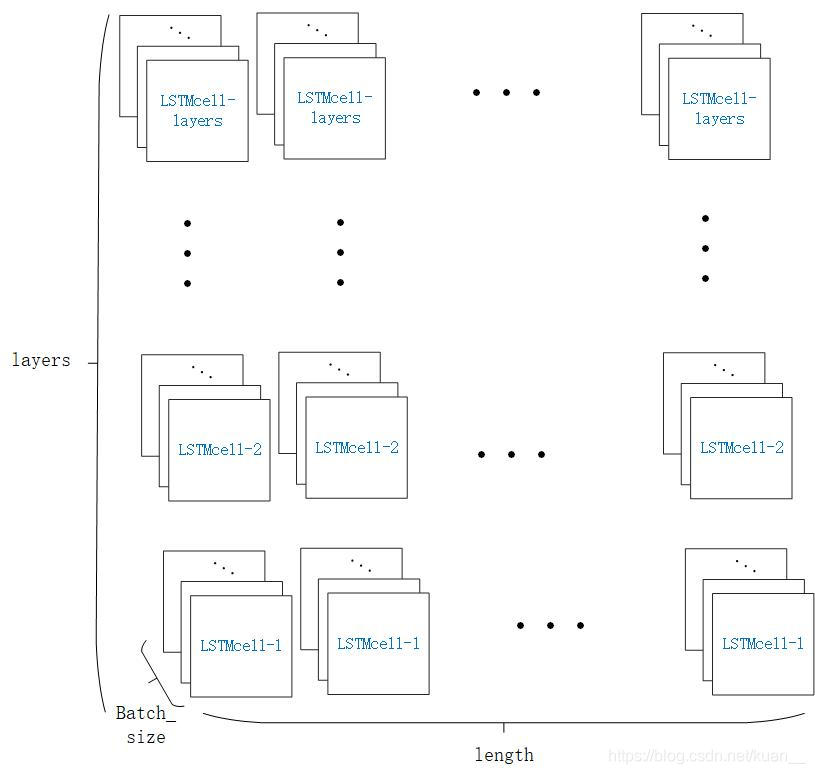 LSTMcell-
layers
LSTMcell-
layers
LSTMcell-
layers
layers
LSTMcell-2
LSTMcell-2
LSTMcell-2
LSTMcell-1
LSTMcell-1
LSTMcell-1
Batch_
size
length
https://blog.csdn.net/kuan__